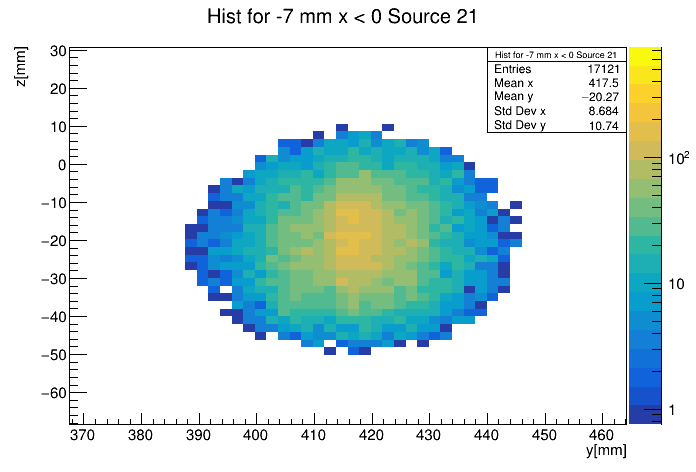 Hist for -7 mm x < 0 Source 21
z[mm]
Hist for -7 mm x < 0 Source 21
Entries 17121
Mean x 417.5
Mean y −20.27
Std Dev x 8.684
Std Dev y 10.74
30
20
10
0
−10
−20
−30
−40
−50
−60
10²
10
1
370 380 390 400 410 420 430 440 450 460
y[mm]